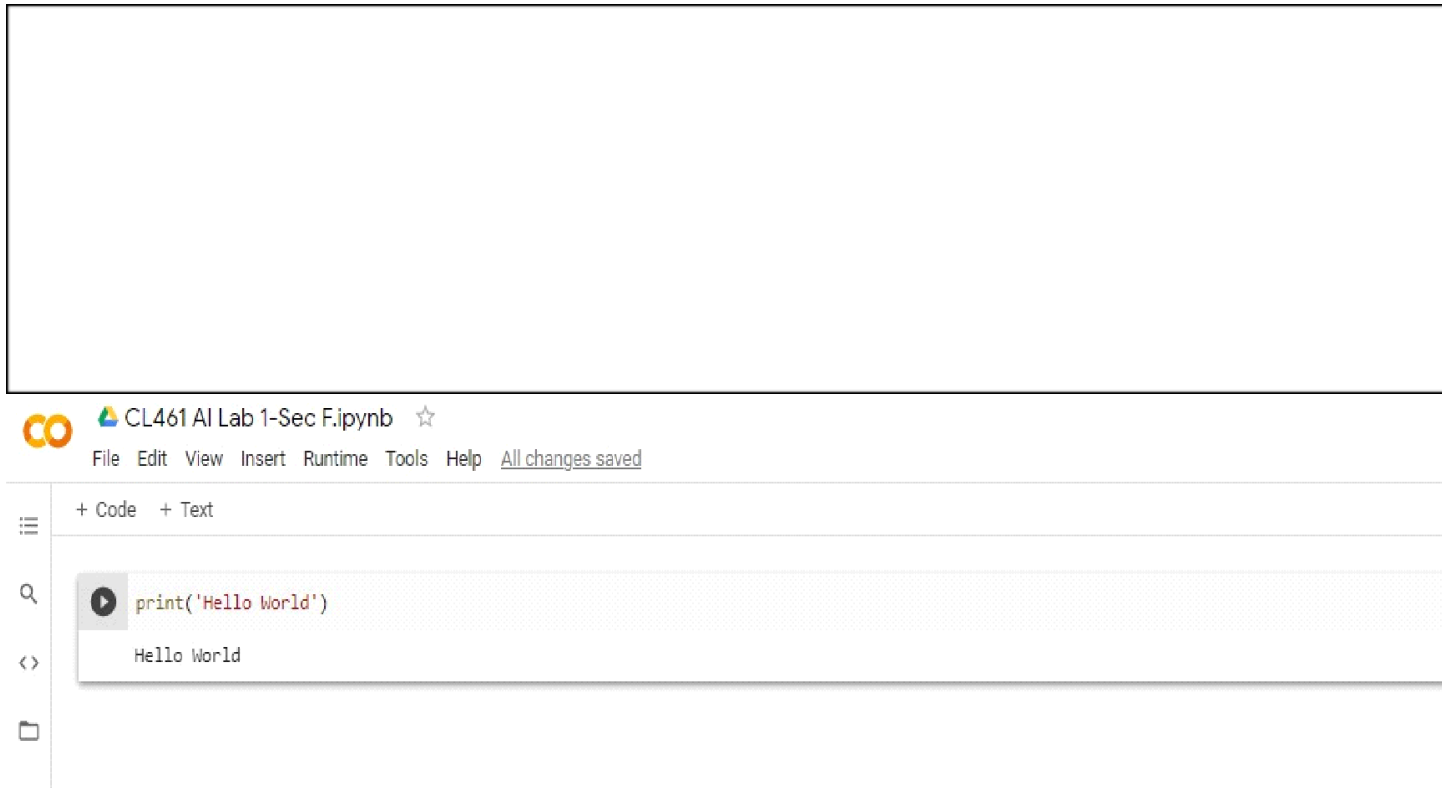 CL461 AI Lab 1-Sec F.ipynb
File Edit View Insert Runtime Tools Help All changes saved
+ Code + Text
print('Hello World')
Hello World